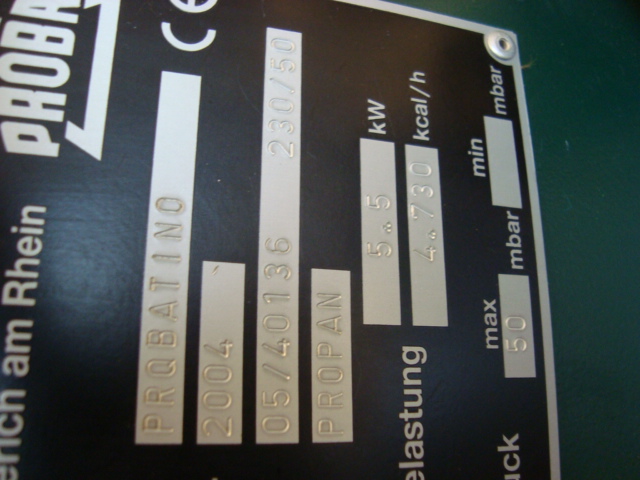 PROBA
erich am Rhein CE
PROBATINO
2004
05/40136 230/50
PROPAN
elastung 5.5 kW
4.730 kcal/h
uck max 50 mbar min mbar